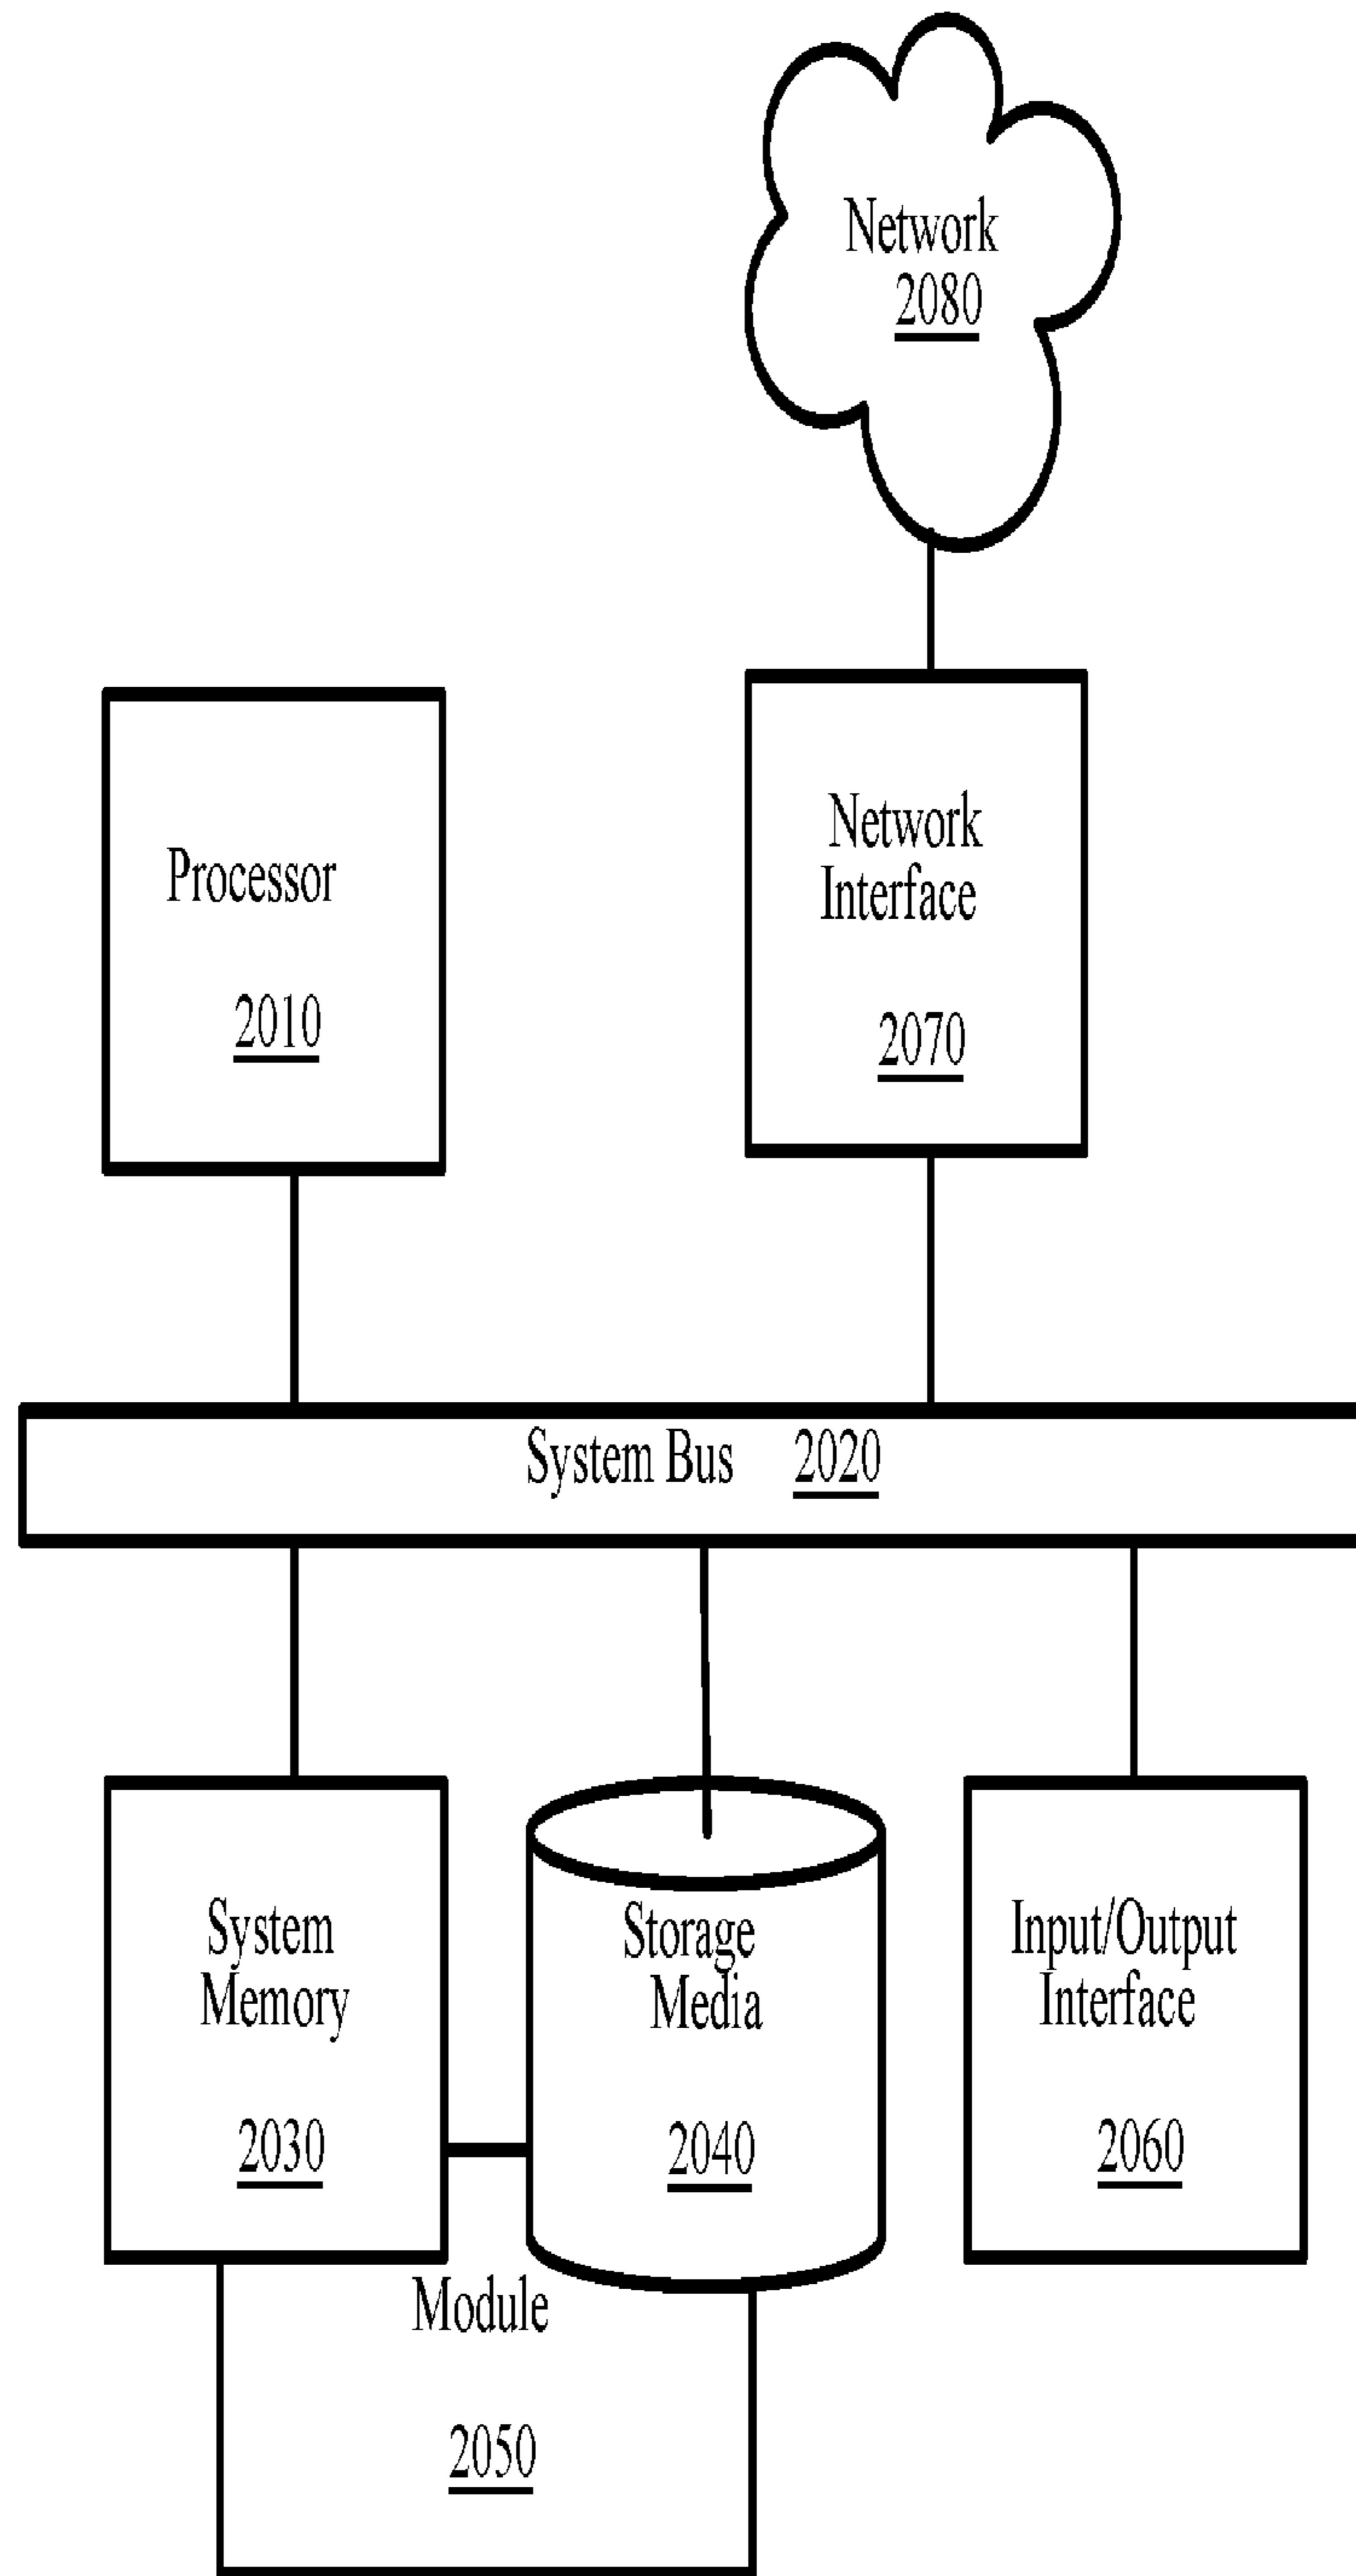 Network
2080
Processor
2010
Network
Interface
2070
System Bus 2020
System
Memory
2030
Storage
Media
2040
Input/Output
Interface
2060
Module
2050